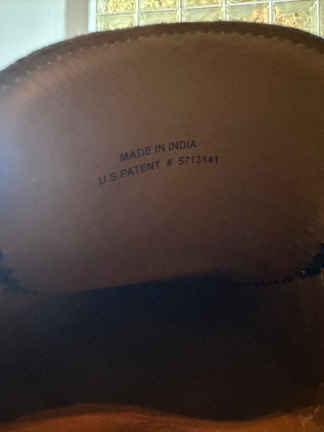 MADE IN INDIA
U.S.PATENT # 5713141